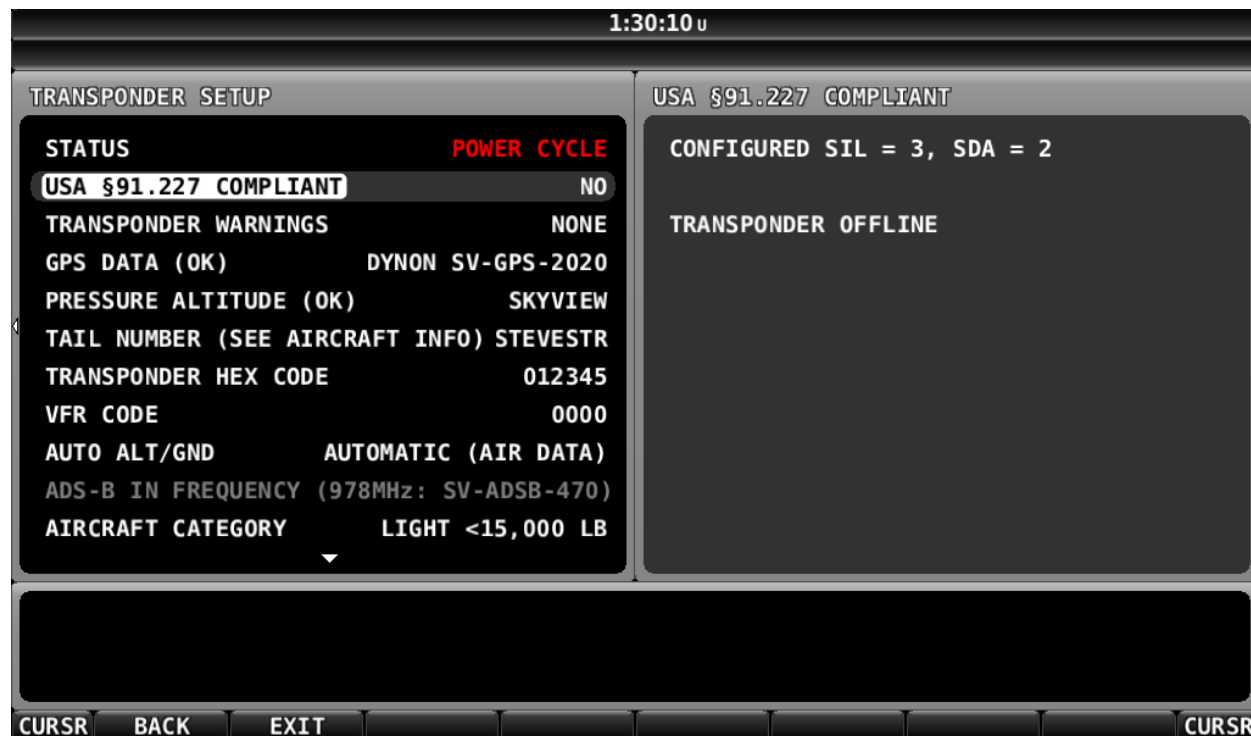 1:30:10 U
TRANSPONDER SETUP
STATUS POWER CYCLE
USA §91.227 COMPLIANT NO
TRANSPONDER WARNINGS NONE
GPS DATA (OK) DYNON SV-GPS-2020
PRESSURE ALTITUDE (OK) SKYVIEW
TAIL NUMBER (SEE AIRCRAFT INFO) STEVESTR
TRANSPONDER HEX CODE 012345
VFR CODE 0000
AUTO ALT/GND AUTOMATIC (AIR DATA)
ADS-B IN FREQUENCY (978MHz: SV-ADSB-470)
AIRCRAFT CATEGORY LIGHT <15,000 LB
USA §91.227 COMPLIANT
CONFIGURED SIL = 3, SDA = 2
TRANSPONDER OFFLINE
CURSR BACK EXIT CURSR